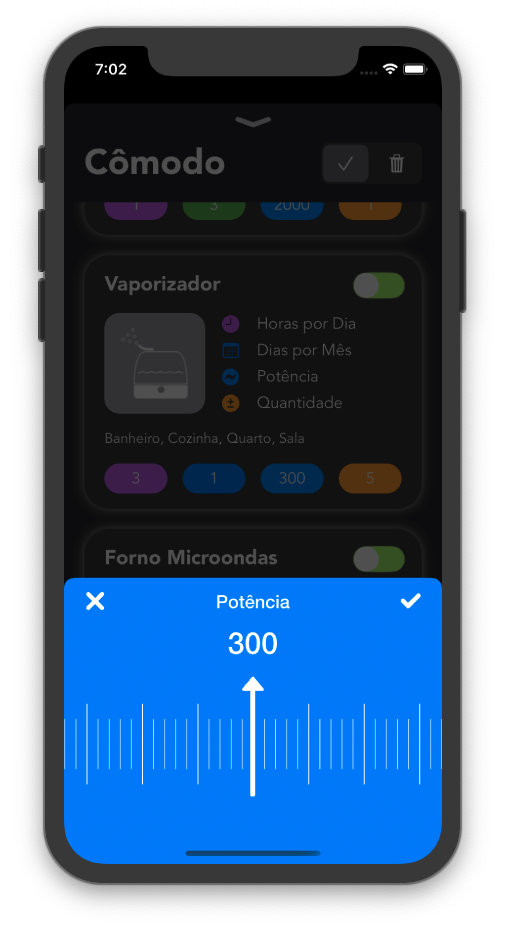 7:02
Cômodo
1 3 2000 1
Vaporizador
Horas por Dia
Dias por Mês
Potência
Quantidade
Banheiro, Cozinha, Quarto, Sala
3 1 300 5
Forno Microondas
Potência
300